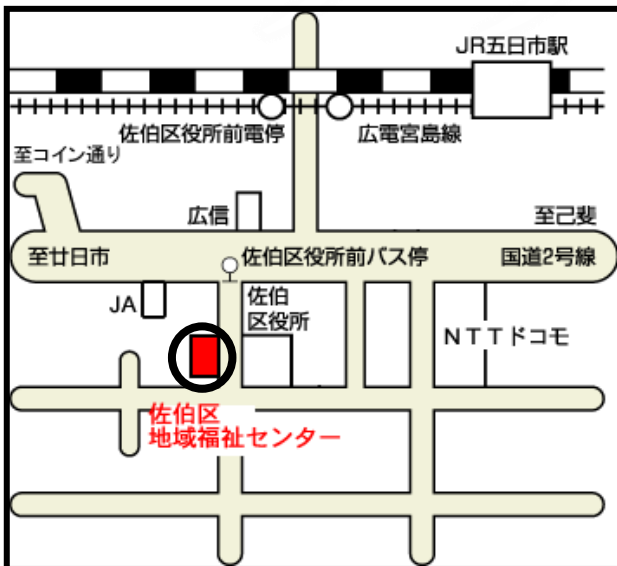 JR五日市駅
佐伯区役所前電停
広電宮島線
至コイン通り
広信
至己斐
至廿日市
佐伯区役所前バス停
国道2号線
JA
佐伯
区役所
NTTドコモ
佐伯区
地域福祉センター